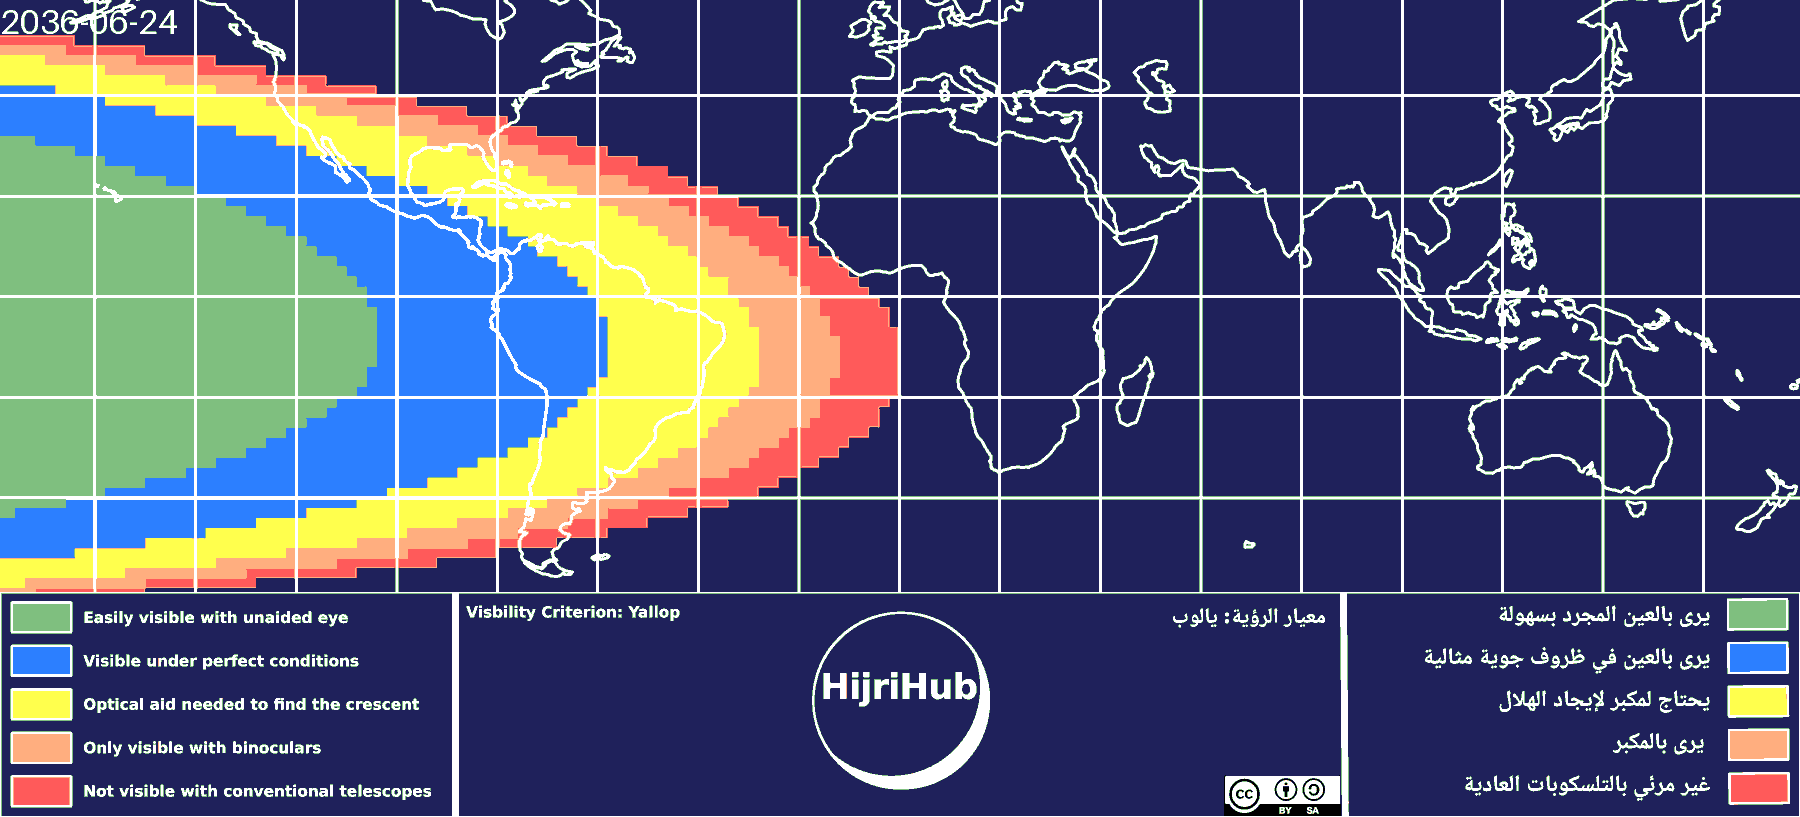 2036-06-24
Easily visible with unaided eye
Visible under perfect conditions
Optical aid needed to find the crescent
Only visible with binoculars
Not visible with conventional telescopes
Visbility Criterion: Yallop
HijriHub
معيار الرؤية: يالوب
cc BY SA
يرى بالعين المجرد بسهولة
يرى بالعين في ظروف جوية مثالية
يحتاج لمكبر لإيجاد الهلال
يرى بالمكبر
غير مرئي بالتلسكوبات العادية